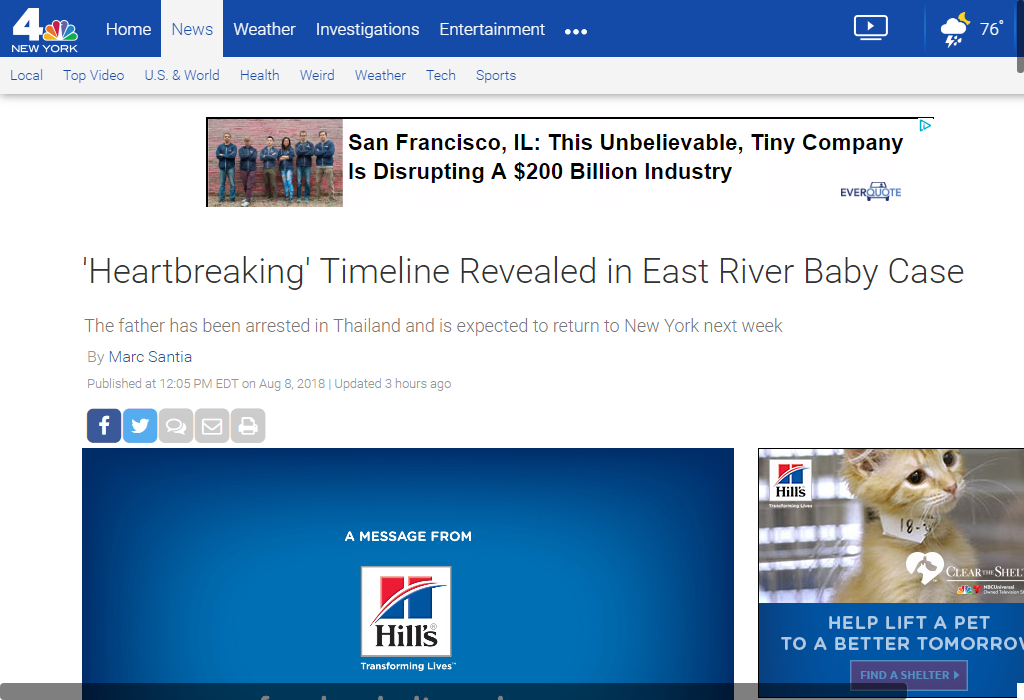 4
NEW YORK
Home
News
Weather
Investigations
Entertainment
76°
Local
Top Video
U.S. & World
Health
Weird
Weather
Tech
Sports
San Francisco, IL: This Unbelievable, Tiny Company
Is Disrupting A $200 Billion Industry
EVERQUOTE
'Heartbreaking' Timeline Revealed in East River Baby Case
The father has been arrested in Thailand and is expected to return to New York next week
By Marc Santia
Published at 12:05 PM EDT on Aug 8, 2018 | Updated 3 hours ago
A MESSAGE FROM
Hill's
Transforming Lives™
Hill's
Transforming Lives
18-
CLEAR THE SHEL
NBCUniversal
HELP LIFT A PET
TO A BETTER TOMORROW
FIND A SHELTER